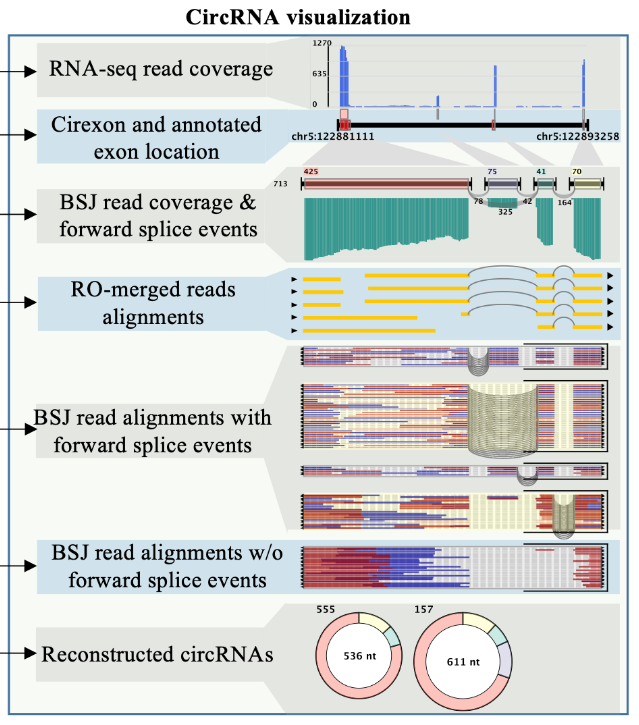 CircRNA visualization
RNA-seq read coverage
1270
635
0
Cirexon and annotated
exon location
chr5:122881111
chr5:122893258
BSJ read coverage &
forward splice events
713
425
75
41
70
78
325
42
164
RO-merged reads
alignments
BSJ read alignments with
forward splice events
BSJ read alignments w/o
forward splice events
Reconstructed circRNAs
555
157
536 nt
611 nt